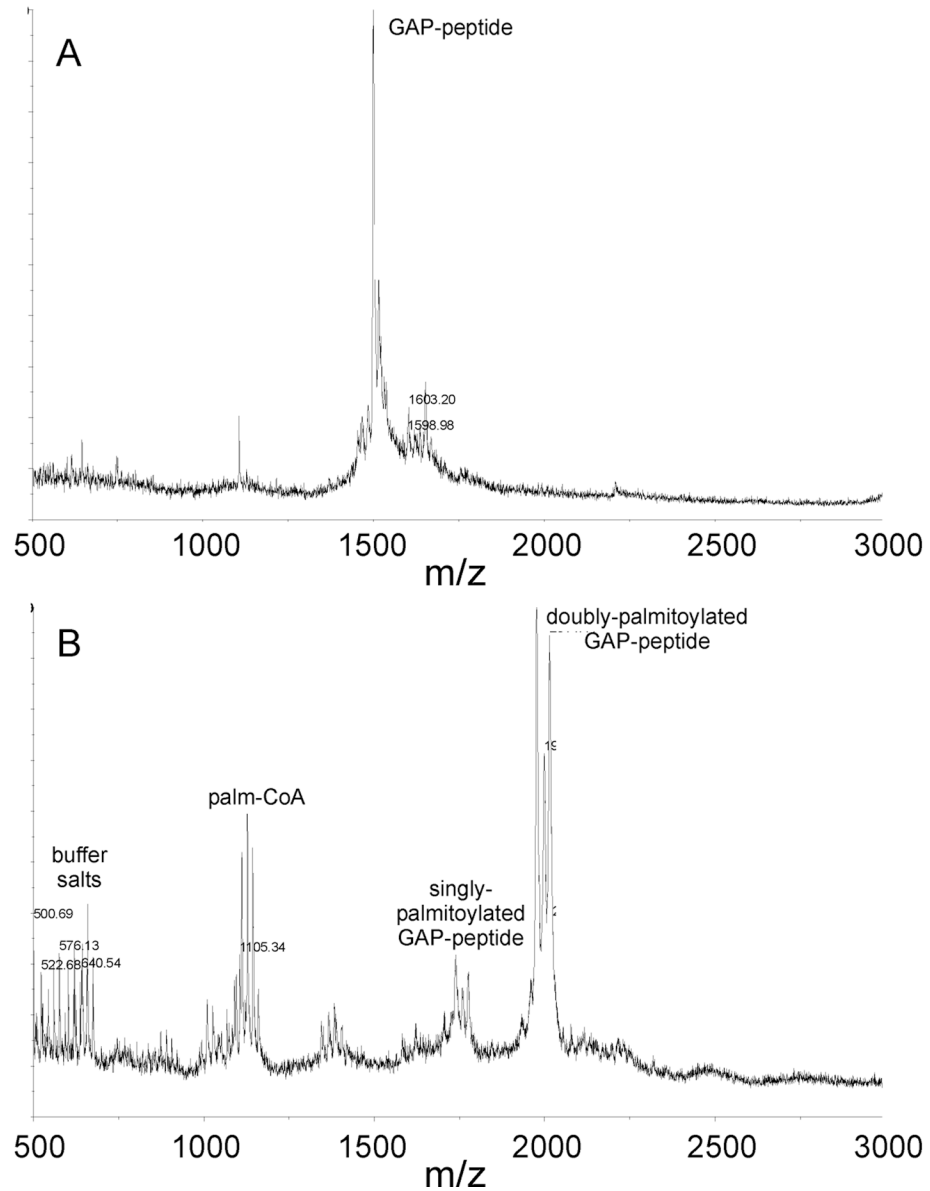 A
GAP-peptide
1603.20
1598.98
500 1000 1500 2000 2500 3000
m/z
B
doubly-palmitoylated
GAP-peptide
19
palm-CoA
buffer
salts
singly-
palmitoylated
GAP-peptide
500.69
576.13
1105.34
522.68 640.54
500 1000 1500 2000 2500 3000
m/z